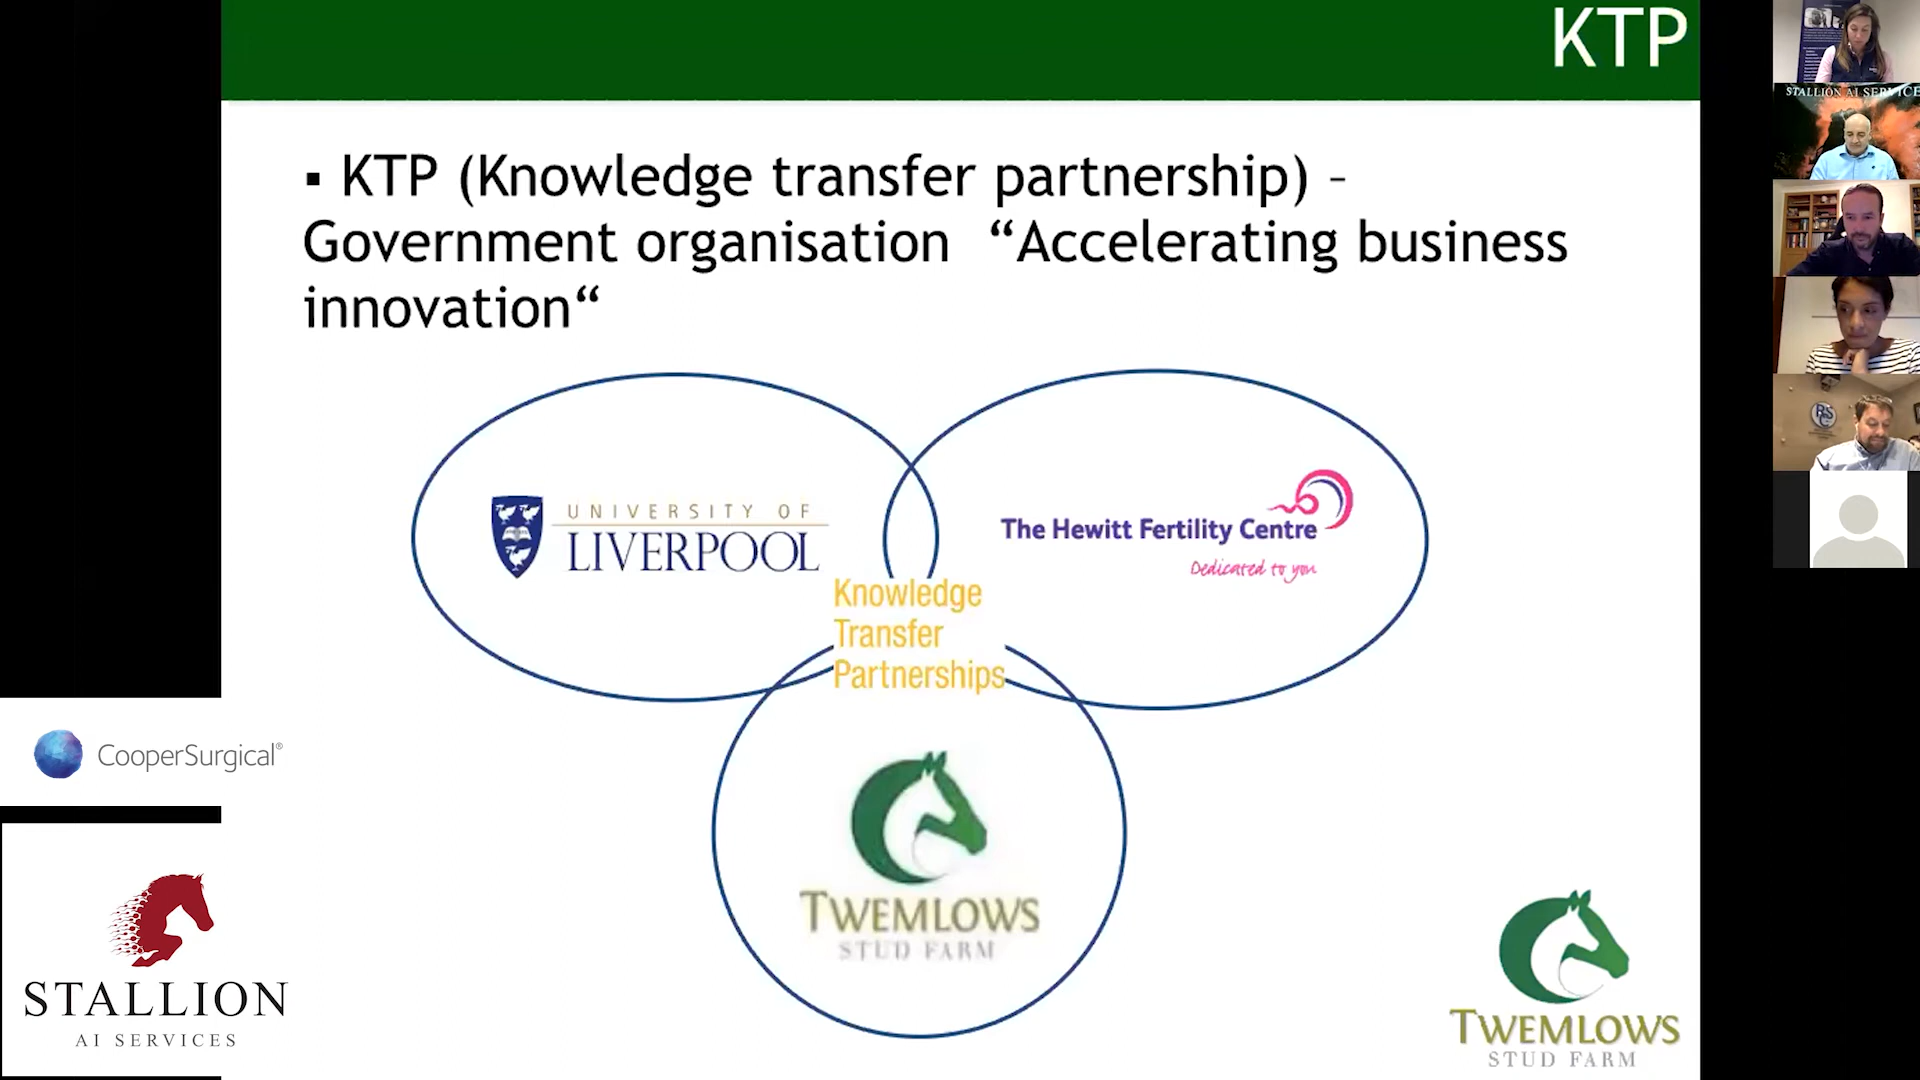 KTP
▪ KTP (Knowledge transfer partnership) –
Government organisation “Accelerating business
innovation“
UNIVERSITY OF
LIVERPOOL
The Hewitt Fertility Centre
Dedicated to you
Knowledge
Transfer
Partnerships
TWEMLOWS
STUD FARM
CooperSurgical®
STALLION
AI SERVICES
TWEMLOWS
STUD FARM
STALLION AI SERVICE
RSC